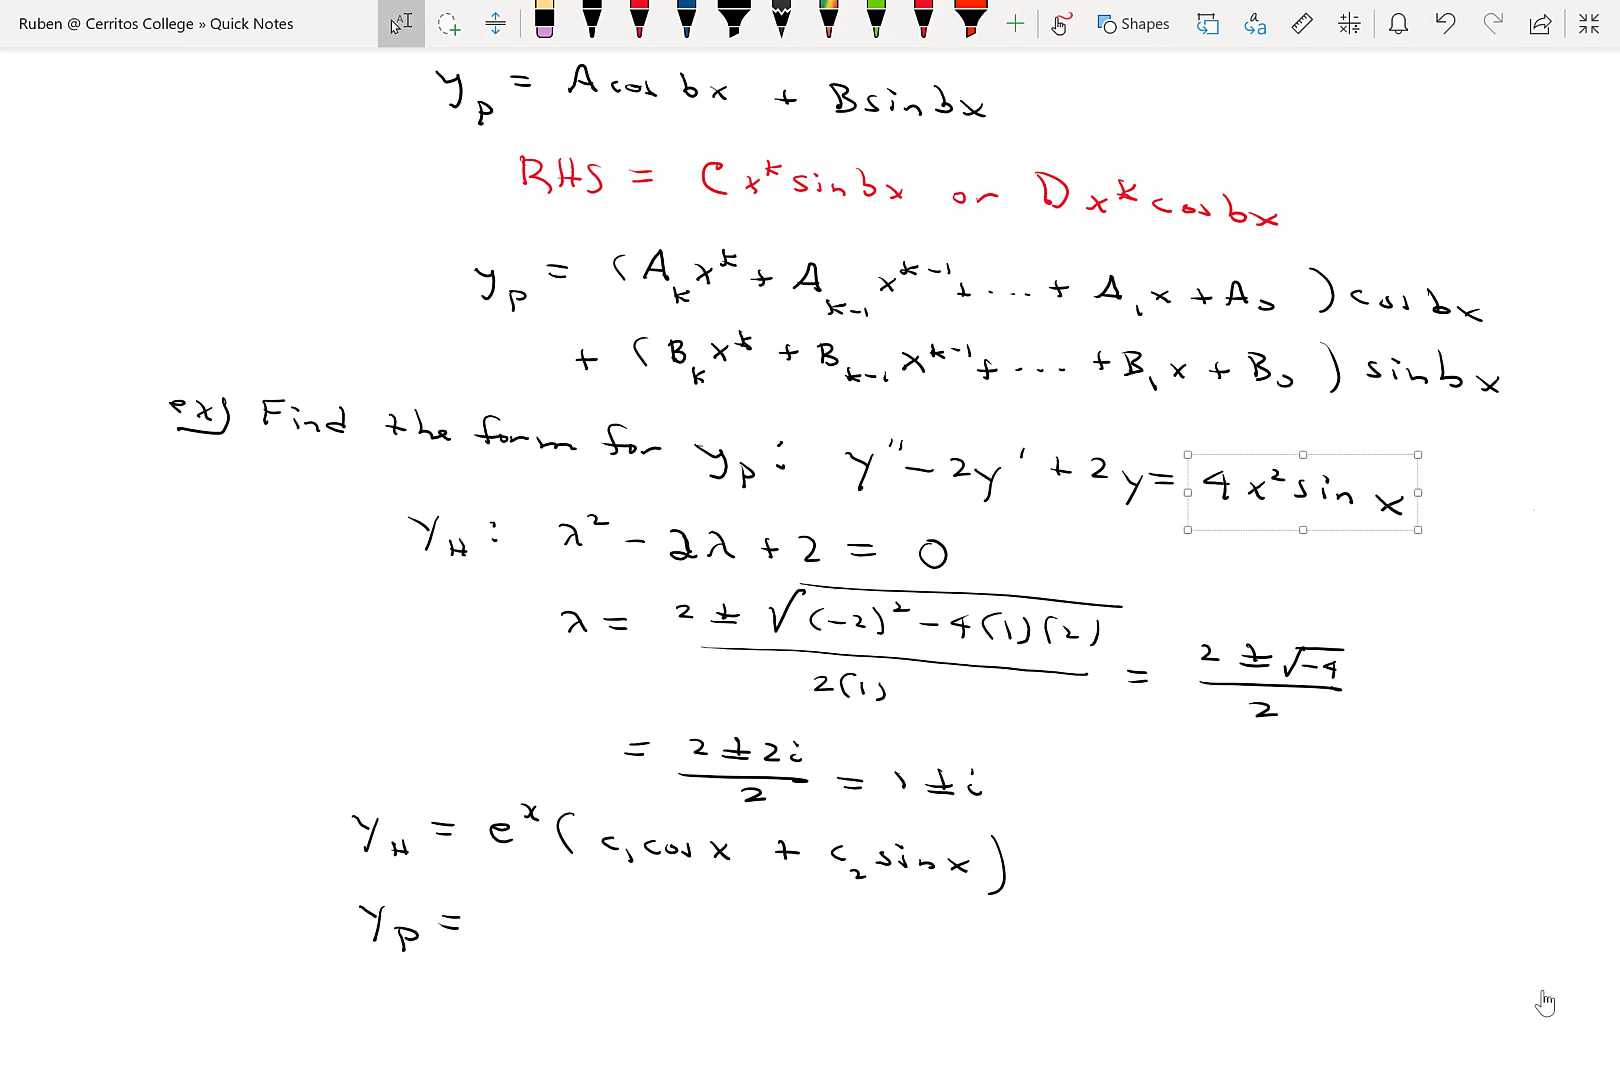 Ruben @ Cerritos College » Quick Notes
Shapes
y_p = A cos bx + B sin bx
RHS = C x^k sin bx or D x^k cos bx
y_p = (A_k x^k + A_{k-1} x^{k-1} + ... + A_1 x + A_0) cos bx
+ (B_k x^k + B_{k-1} x^{k-1} + ... + B_1 x + B_0) sin bx
ex) Find the form for y_p : y'' - 2y' + 2y = 4x² sin x
y_H : λ² - 2λ + 2 = 0
λ = (2 ± √((-2)² - 4(1)(2))) / 2(1) = (2 ± √-4) / 2
= (2 ± 2i) / 2 = 1 ± i
y_H = e^x (c_1 cos x + c_2 sin x)
y_p =